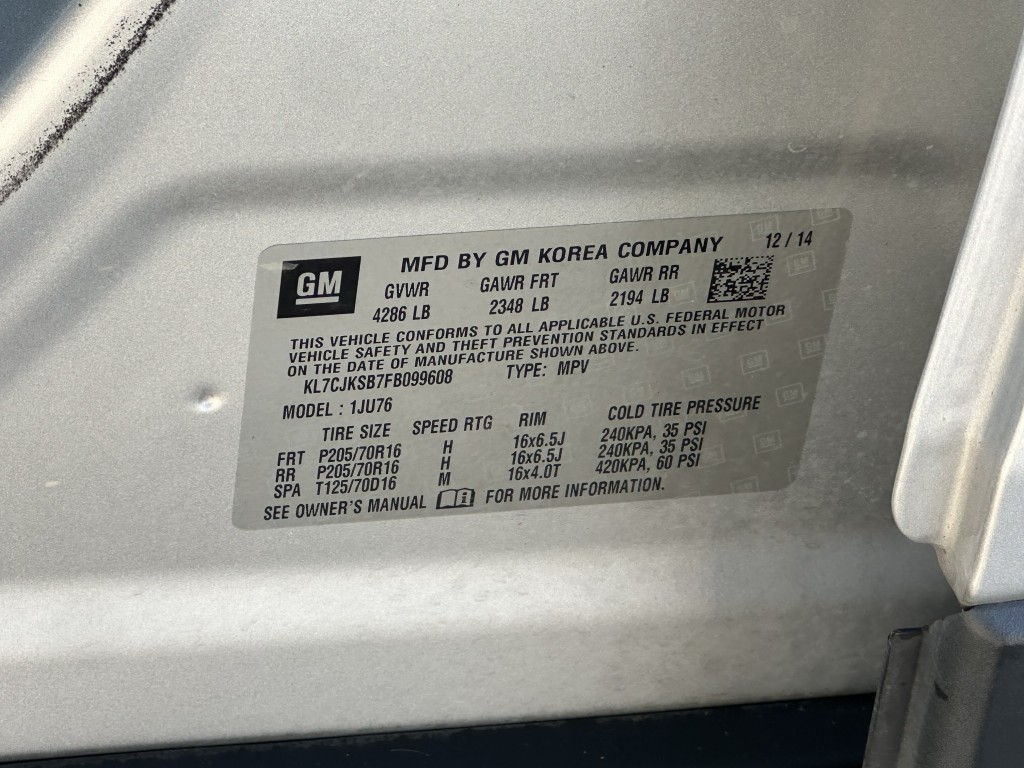 GM
MFD BY GM KOREA COMPANY 12 / 14
GVWR GAWR FRT GAWR RR
4286 LB 2348 LB 2194 LB
THIS VEHICLE CONFORMS TO ALL APPLICABLE U.S. FEDERAL MOTOR
VEHICLE SAFETY AND THEFT PREVENTION STANDARDS IN EFFECT
ON THE DATE OF MANUFACTURE SHOWN ABOVE.
KL7CJKSB7FB099608 TYPE: MPV
MODEL : 1JU76
TIRE SIZE SPEED RTG RIM COLD TIRE PRESSURE
FRT P205/70R16 H 16x6.5J 240KPA, 35 PSI
RR P205/70R16 H 16x6.5J 240KPA, 35 PSI
SPA T125/70D16 M 16x4.0T 420KPA, 60 PSI
SEE OWNER'S MANUAL FOR MORE INFORMATION.